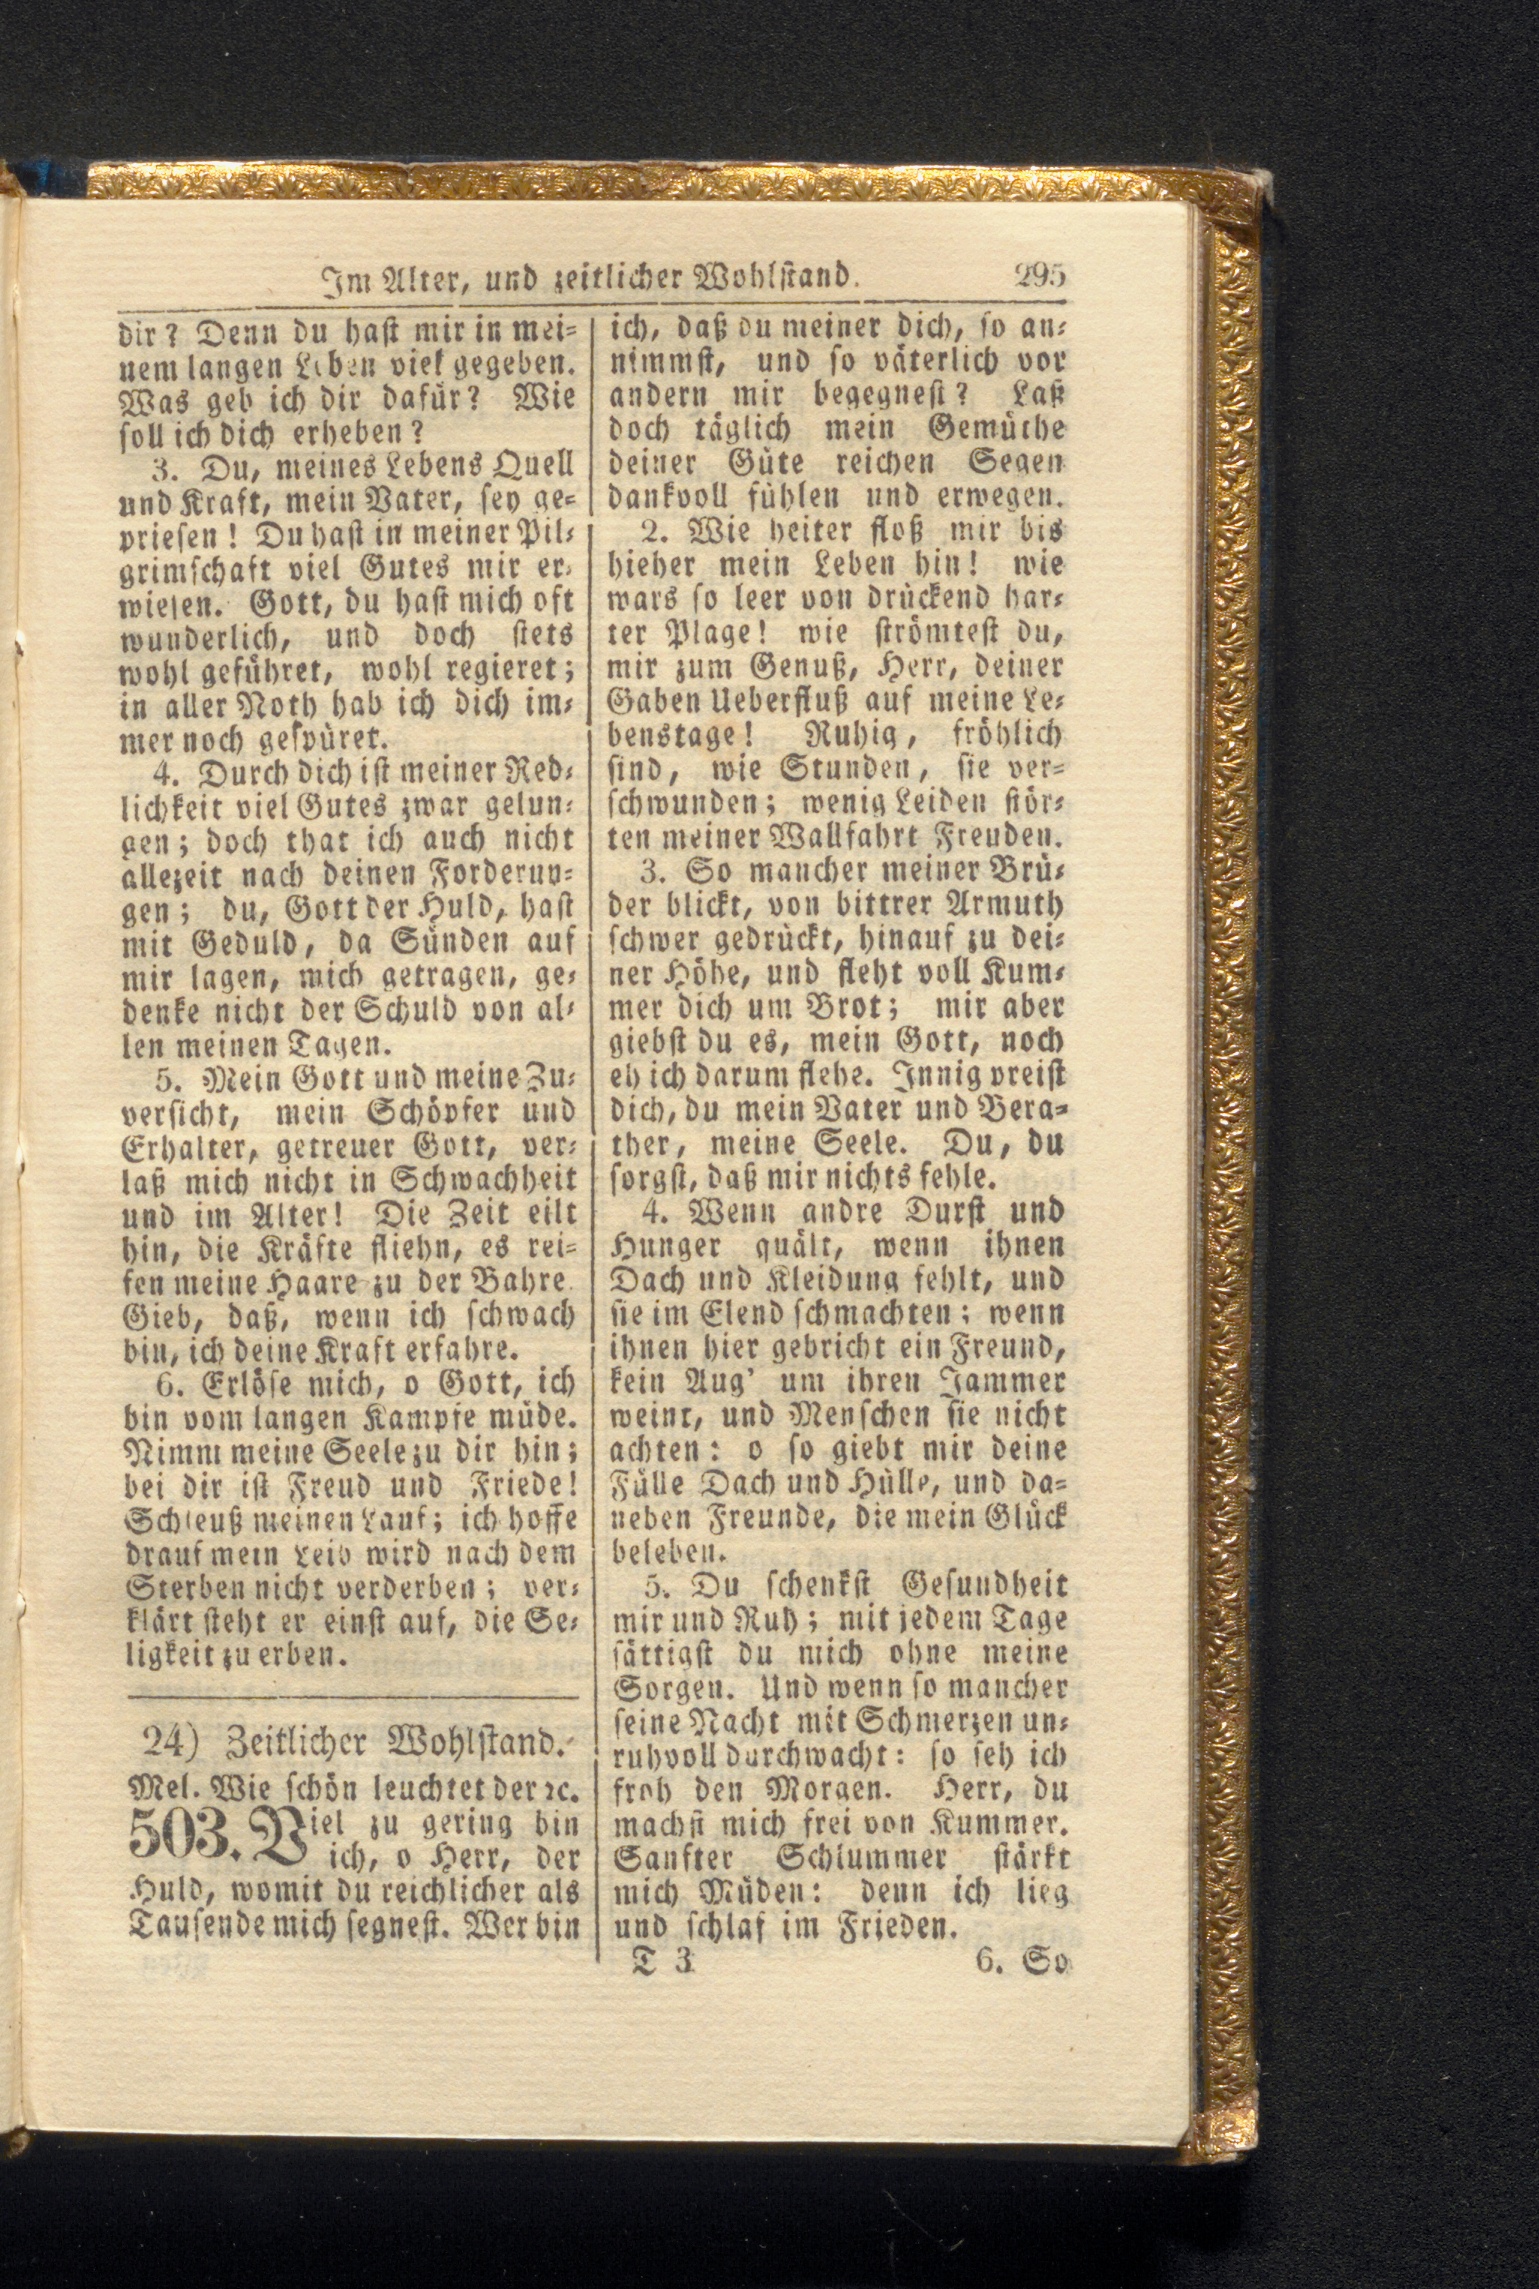 Im Alter, und zeitlicher Wohlstand. 295
dir? Denn du hast mir in mei-
nem langen Leben viel gegeben.
Was geb ich dir dafür? Wie
soll ich dich erheben?
3. Du, meines Lebens Quell
und Kraft, mein Vater, sey ge-
priesen! Du hast in meiner Pil-
grimschaft viel Gutes mir er-
wiesen. Gott, du hast mich oft
wunderlich, und doch stets
wohl geführet, wohl regieret;
in aller Noth hab ich dich im-
mer noch gespüret.
4. Durch dich ist meiner Red-
lichkeit viel Gutes zwar gelun-
gen; doch that ich auch nicht
allezeit nach deinen Forderun-
gen; du, Gott der Huld, hast
mit Geduld, da Sünden auf
mir lagen, mich getragen, ge-
denke nicht der Schuld von al-
len meinen Tagen.
5. Mein Gott und meine Zu-
versicht, mein Schöpfer und
Erhalter, getreuer Gott, ver-
laß mich nicht in Schwachheit
und im Alter! Die Zeit eilt
hin, die Kräfte fliehn, es rei-
fen meine Haare zu der Bahre
Gieb, daß, wenn ich schwach
bin, ich deine Kraft erfahre.
6. Erlöse mich, o Gott, ich
bin vom langen Kampfe müde.
Nimm meine Seele zu dir hin;
bei dir ist Freud und Friede!
Schleuß meinen Lauf; ich hoffe
drauf mein Leib wird nach dem
Sterben nicht verderben; ver-
klärt steht er einst auf, die Se-
ligkeit zu erben.
24) Zeitlicher Wohlstand.
Mel. Wie schön leuchtet der ꝛc.
503. Viel zu gering bin
ich, o Herr, der
Huld, womit du reichlicher als
Tausende mich segnest. Wer bin
ich, daß du meiner dich, so an-
nimmst, und so väterlich vor
andern mir begegnest? Laß
doch täglich mein Gemüthe
deiner Güte reichen Segen
dankvoll fühlen und erwegen.
2. Wie heiter floß mir bis
hieher mein Leben hin! wie
wars so leer von drückend har-
ter Plage! wie strömtest du,
mir zum Genuß, Herr, deiner
Gaben Ueberfluß auf meine Le-
benstage! Ruhig, fröhlich
sind, wie Stunden, sie ver-
schwunden; wenig Leiden stör-
ten meiner Wallfahrt Freuden.
3. So mancher meiner Brü-
der blickt, von bittrer Armuth
schwer gedrückt, hinauf zu dei-
ner Höhe, und fleht voll Kum-
mer dich um Brot; mir aber
giebst du es, mein Gott, noch
eh ich darum flehe. Innig preist
dich, du mein Vater und Bera-
ther, meine Seele. Du, du
sorgst, daß mir nichts fehle.
4. Wenn andre Durst und
Hunger quält, wenn ihnen
Dach und Kleidung fehlt, und
sie im Elend schmachten; wenn
ihnen hier gebricht ein Freund,
kein Aug' um ihren Jammer
weint, und Menschen sie nicht
achten: o so giebt mir deine
Fülle Dach und Hülle, und da-
neben Freunde, die mein Glück
beleben.
5. Du schenkst Gesundheit
mir und Ruh; mit jedem Tage
sättigst du mich ohne meine
Sorgen. Und wenn so mancher
seine Nacht mit Schmerzen un-
ruhvoll durchwacht: so seh ich
froh den Morgen. Herr, du
machst mich frei von Kummer.
Sanfter Schlummer stärkt
mich Müden: denn ich lieg
und schlaf im Frieden.
T 3 6. So